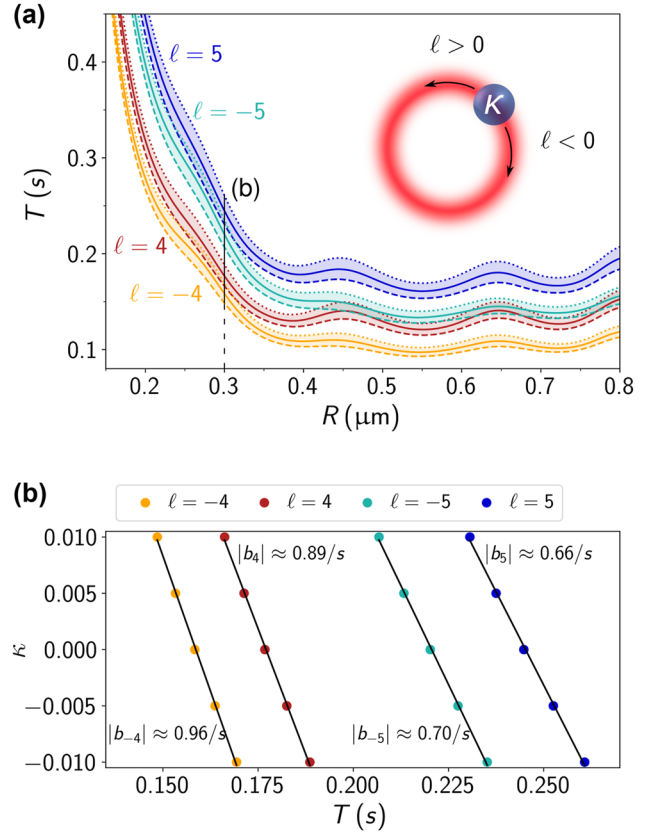 (a)
ℓ = 5
ℓ = −5
ℓ = 4
ℓ = −4
(b)
ℓ > 0
κ
ℓ < 0
T (s)
0.4
0.3
0.2
0.1
0.2 0.3 0.4 0.5 0.6 0.7 0.8
R (μm)
(b)
ℓ = −4 ℓ = 4 ℓ = −5 ℓ = 5
|b₄| ≈ 0.89/s
|b₅| ≈ 0.66/s
|b₋₄| ≈ 0.96/s
|b₋₅| ≈ 0.70/s
κ
0.010
0.005
0.000
−0.005
−0.010
0.150 0.175 0.200 0.225 0.250
T (s)